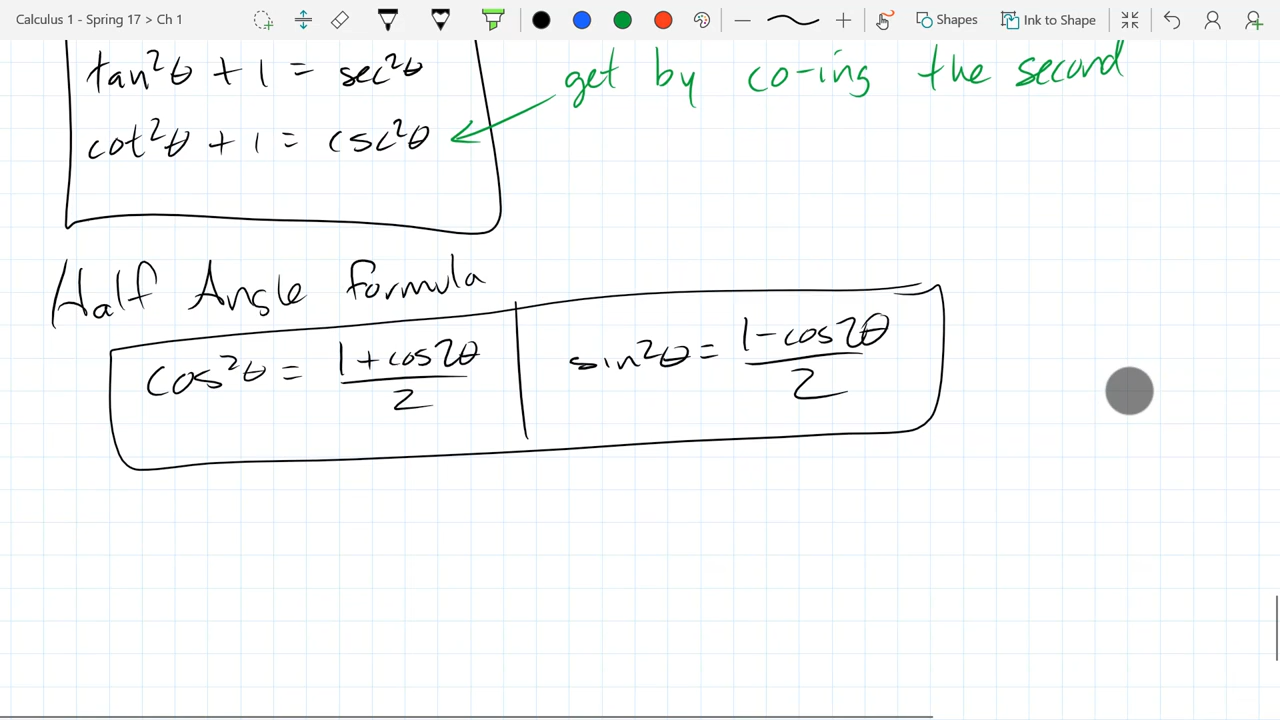 Calculus 1 - Spring 17 > Ch 1
Shapes
Ink to Shape
tan²θ + 1 = sec²θ
get by co-ing the second
cot²θ + 1 = csc²θ
Half Angle Formula
cos²θ = (1 + cos2θ)/2
sin²θ = (1 - cos2θ)/2